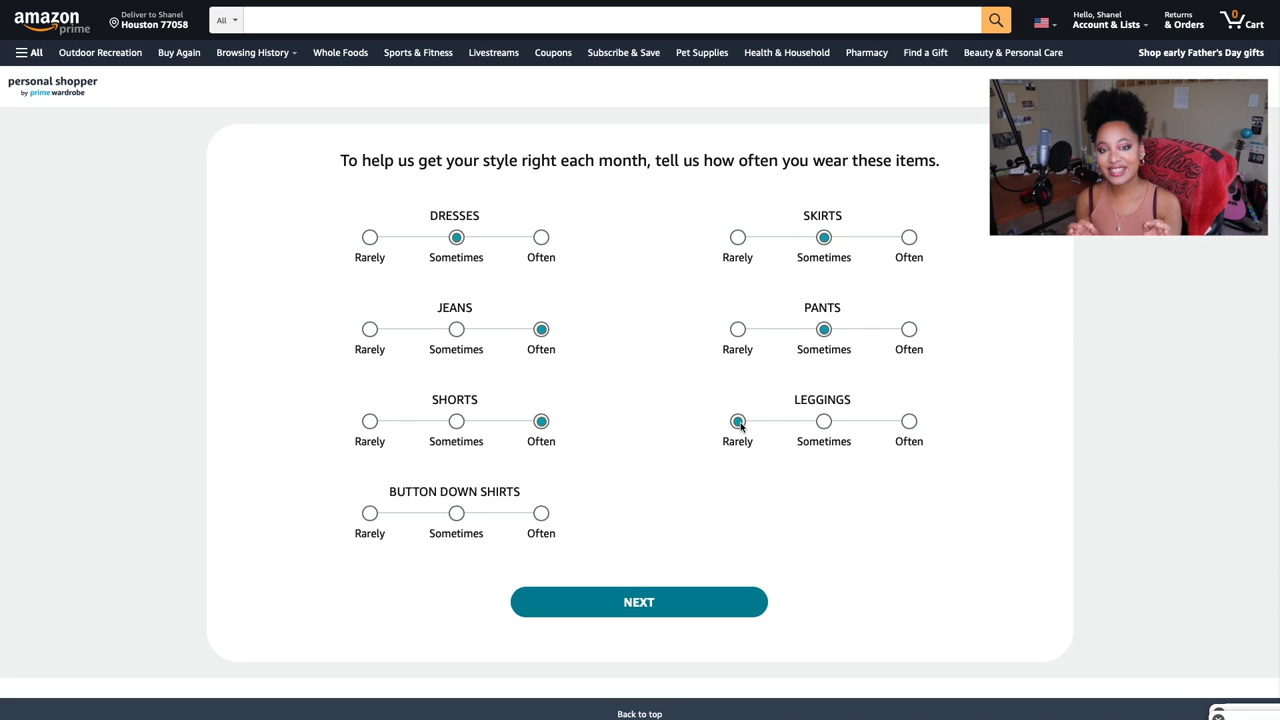 amazon prime
Deliver to Shanel
Houston 77058
All
Hello, Shanel
Account & Lists
Returns
& Orders
0
Cart
All
Outdoor Recreation
Buy Again
Browsing History
Whole Foods
Sports & Fitness
Livestreams
Coupons
Subscribe & Save
Pet Supplies
Health & Household
Pharmacy
Find a Gift
Beauty & Personal Care
Shop early Father's Day gifts
personal shopper
by prime wardrobe
To help us get your style right each month, tell us how often you wear these items.
DRESSES
Rarely Sometimes Often
SKIRTS
Rarely Sometimes Often
JEANS
Rarely Sometimes Often
PANTS
Rarely Sometimes Often
SHORTS
Rarely Sometimes Often
LEGGINGS
Rarely Sometimes Often
BUTTON DOWN SHIRTS
Rarely Sometimes Often
NEXT
Back to top